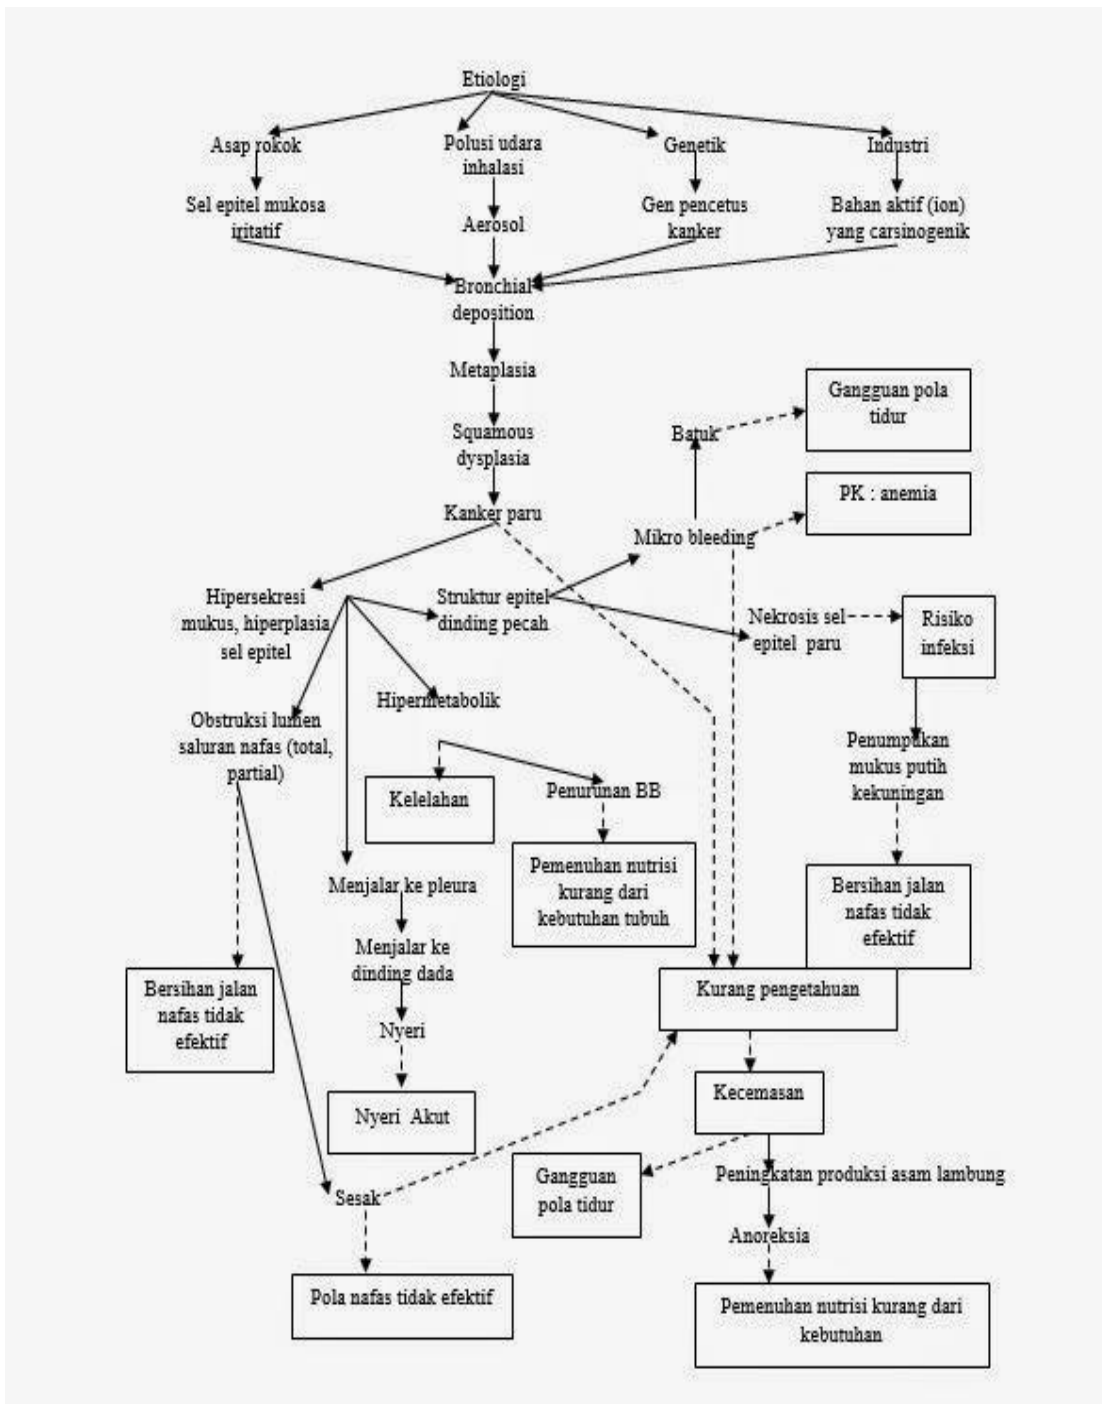 Etiologi
Asap rokok
Polusi udara
inhalasi
Genetik
Industri
Sel epitel mukosa
iritatif
Aerosol
Gen pencetus
kanker
Bahan aktif (ion)
yang carsinogenik
Bronchial
deposition
Metaplasia
Squamous
dysplasia
Kanker paru
Batuk
Gangguan pola
tidur
PK : anemia
Mikro bleeding
Hipersekresi
mukus, hiperplasia
sel epitel
Struktur epitel
dinding pecah
Nekrosis sel
epitel paru
Risiko
infeksi
Hipermetabolik
Obstruksi lumen
saluran nafas (total,
partial)
Penumpukan
mukus putih
kekuningan
Kelelahan
Penurunan BB
Pemenuhan nutrisi
kurang dari
kebutuhan tubuh
Bersihan jalan
nafas tidak
efektif
Menjalar ke pleura
Menjalar ke
dinding dada
Nyeri
Nyeri Akut
Bersihan jalan
nafas tidak
efektif
Kurang pengetahuan
Kecemasan
Gangguan
pola tidur
Peningkatan produksi asam lambung
Anoreksia
Sesak
Pola nafas tidak efektif
Pemenuhan nutrisi kurang dari
kebutuhan